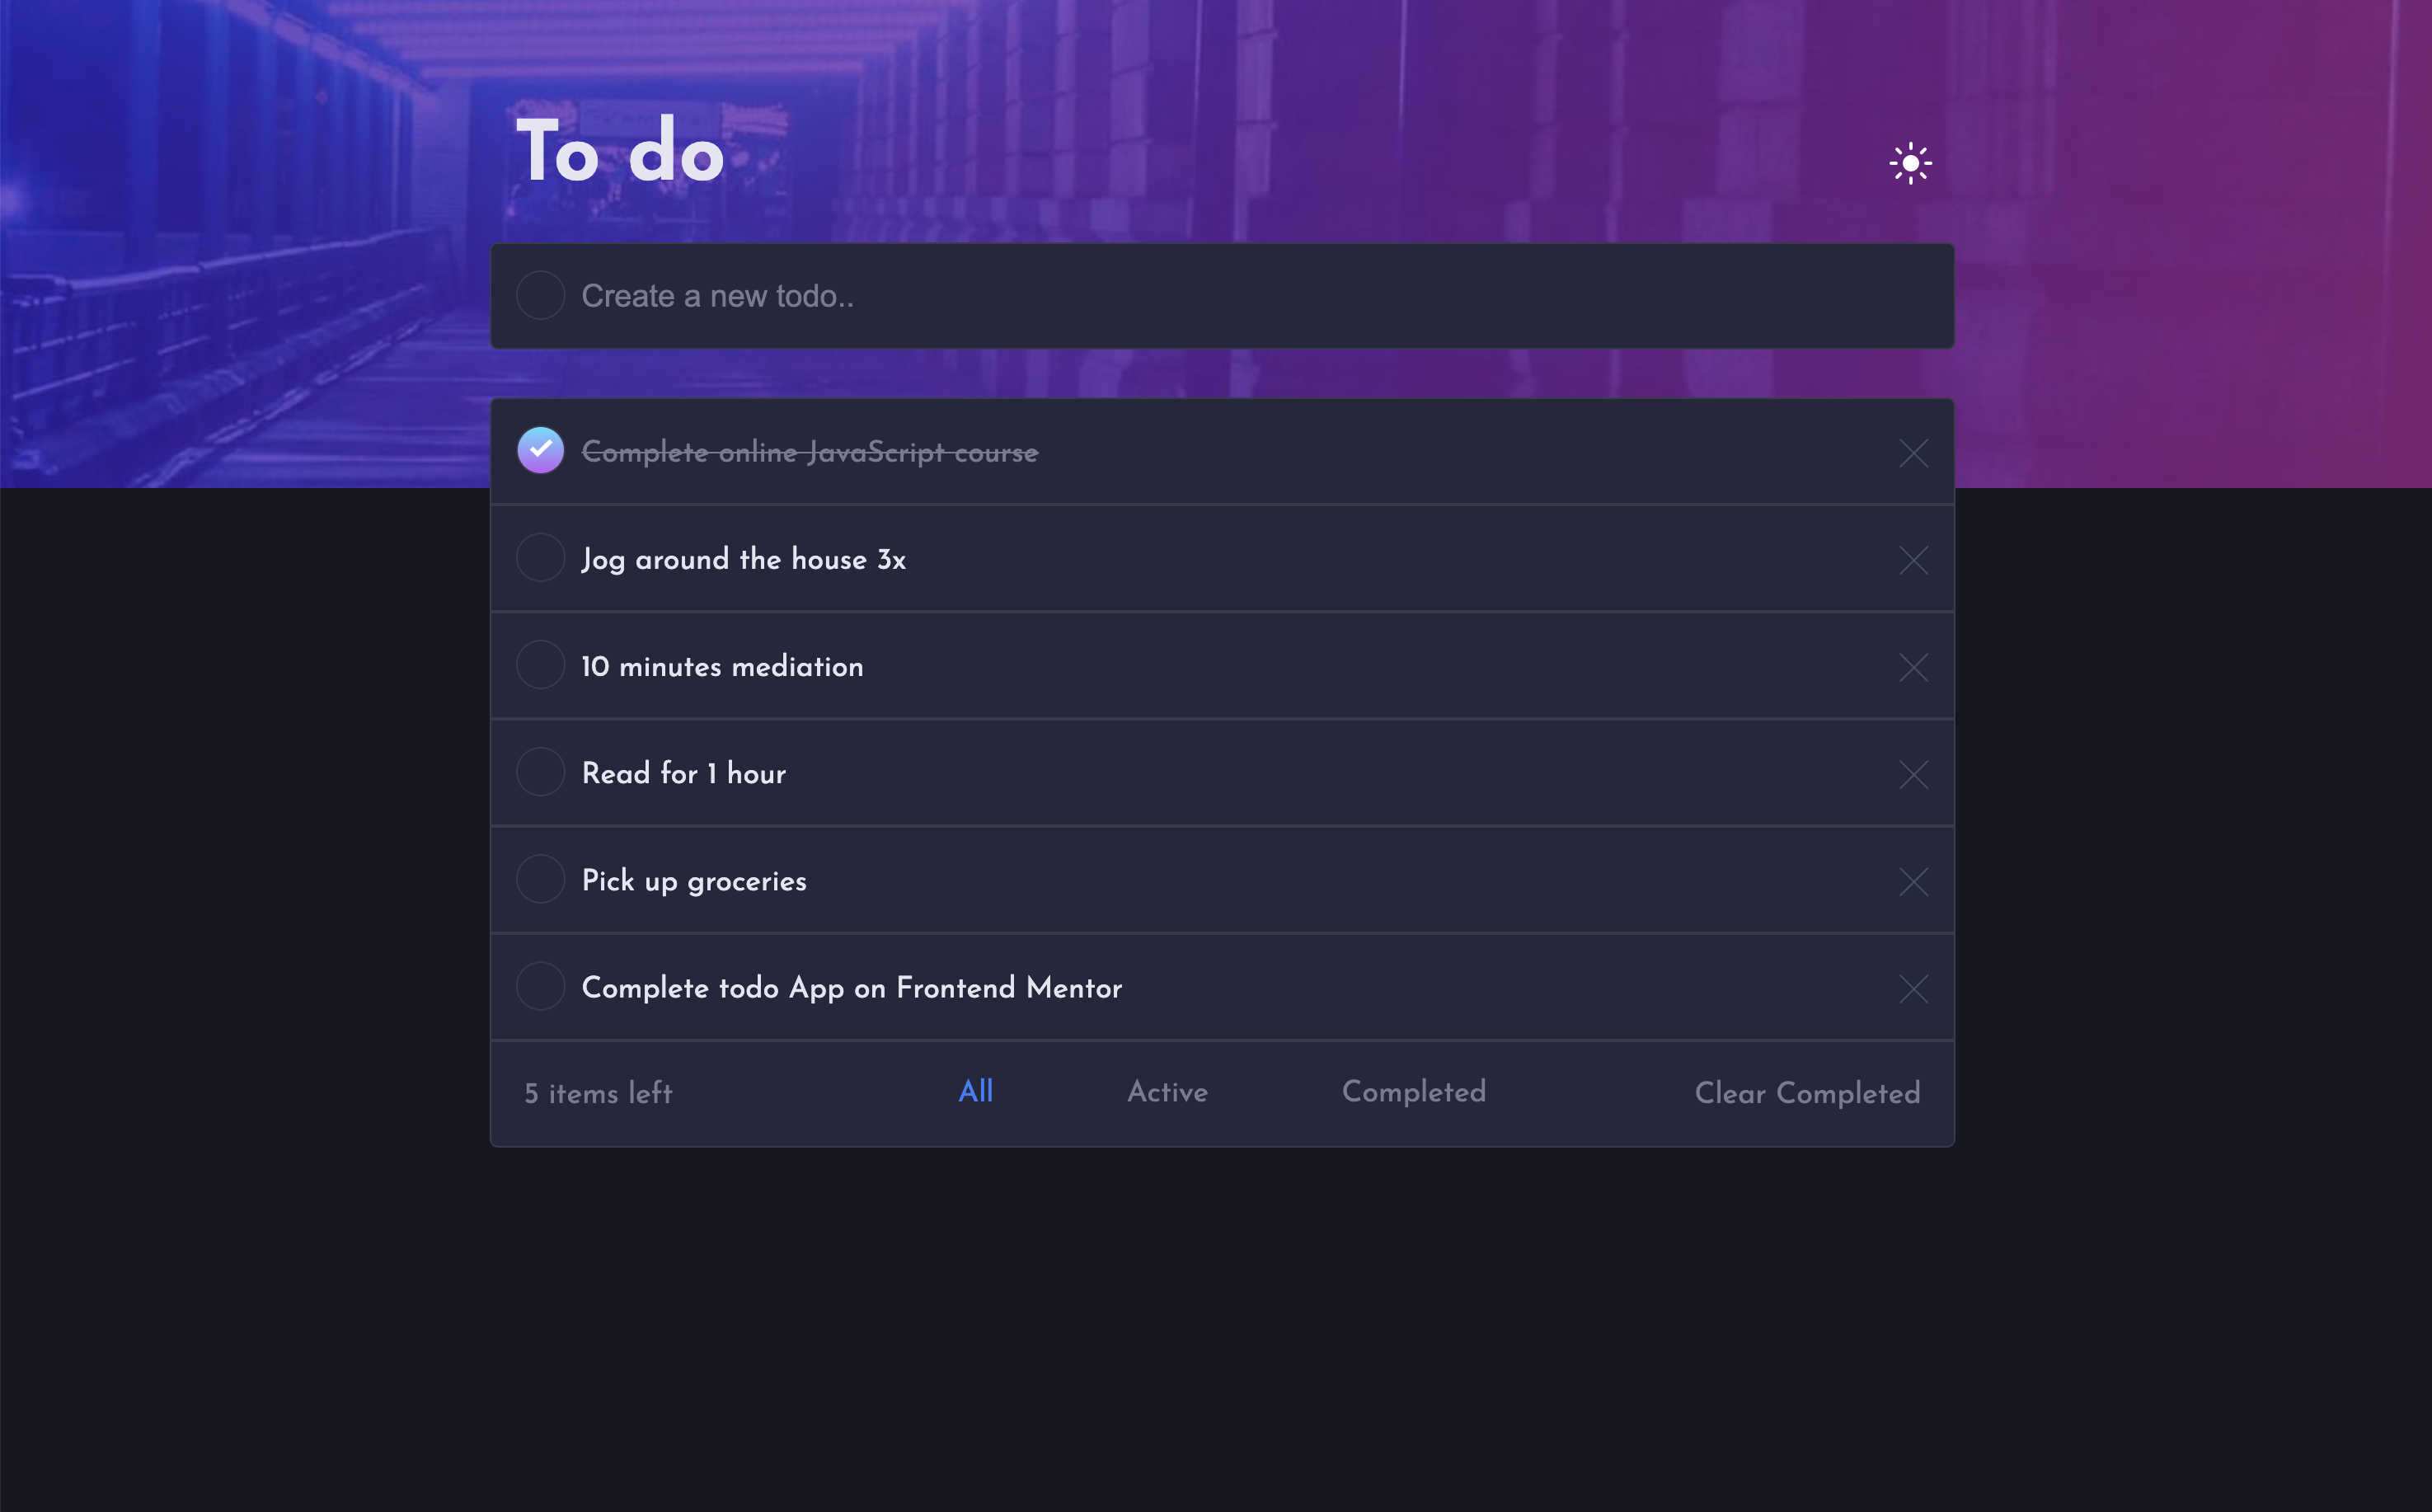 To do
Create a new todo..
Complete online JavaScript course
Jog around the house 3x
10 minutes mediation
Read for 1 hour
Pick up groceries
Complete todo App on Frontend Mentor
5 items left All Active Completed Clear Completed